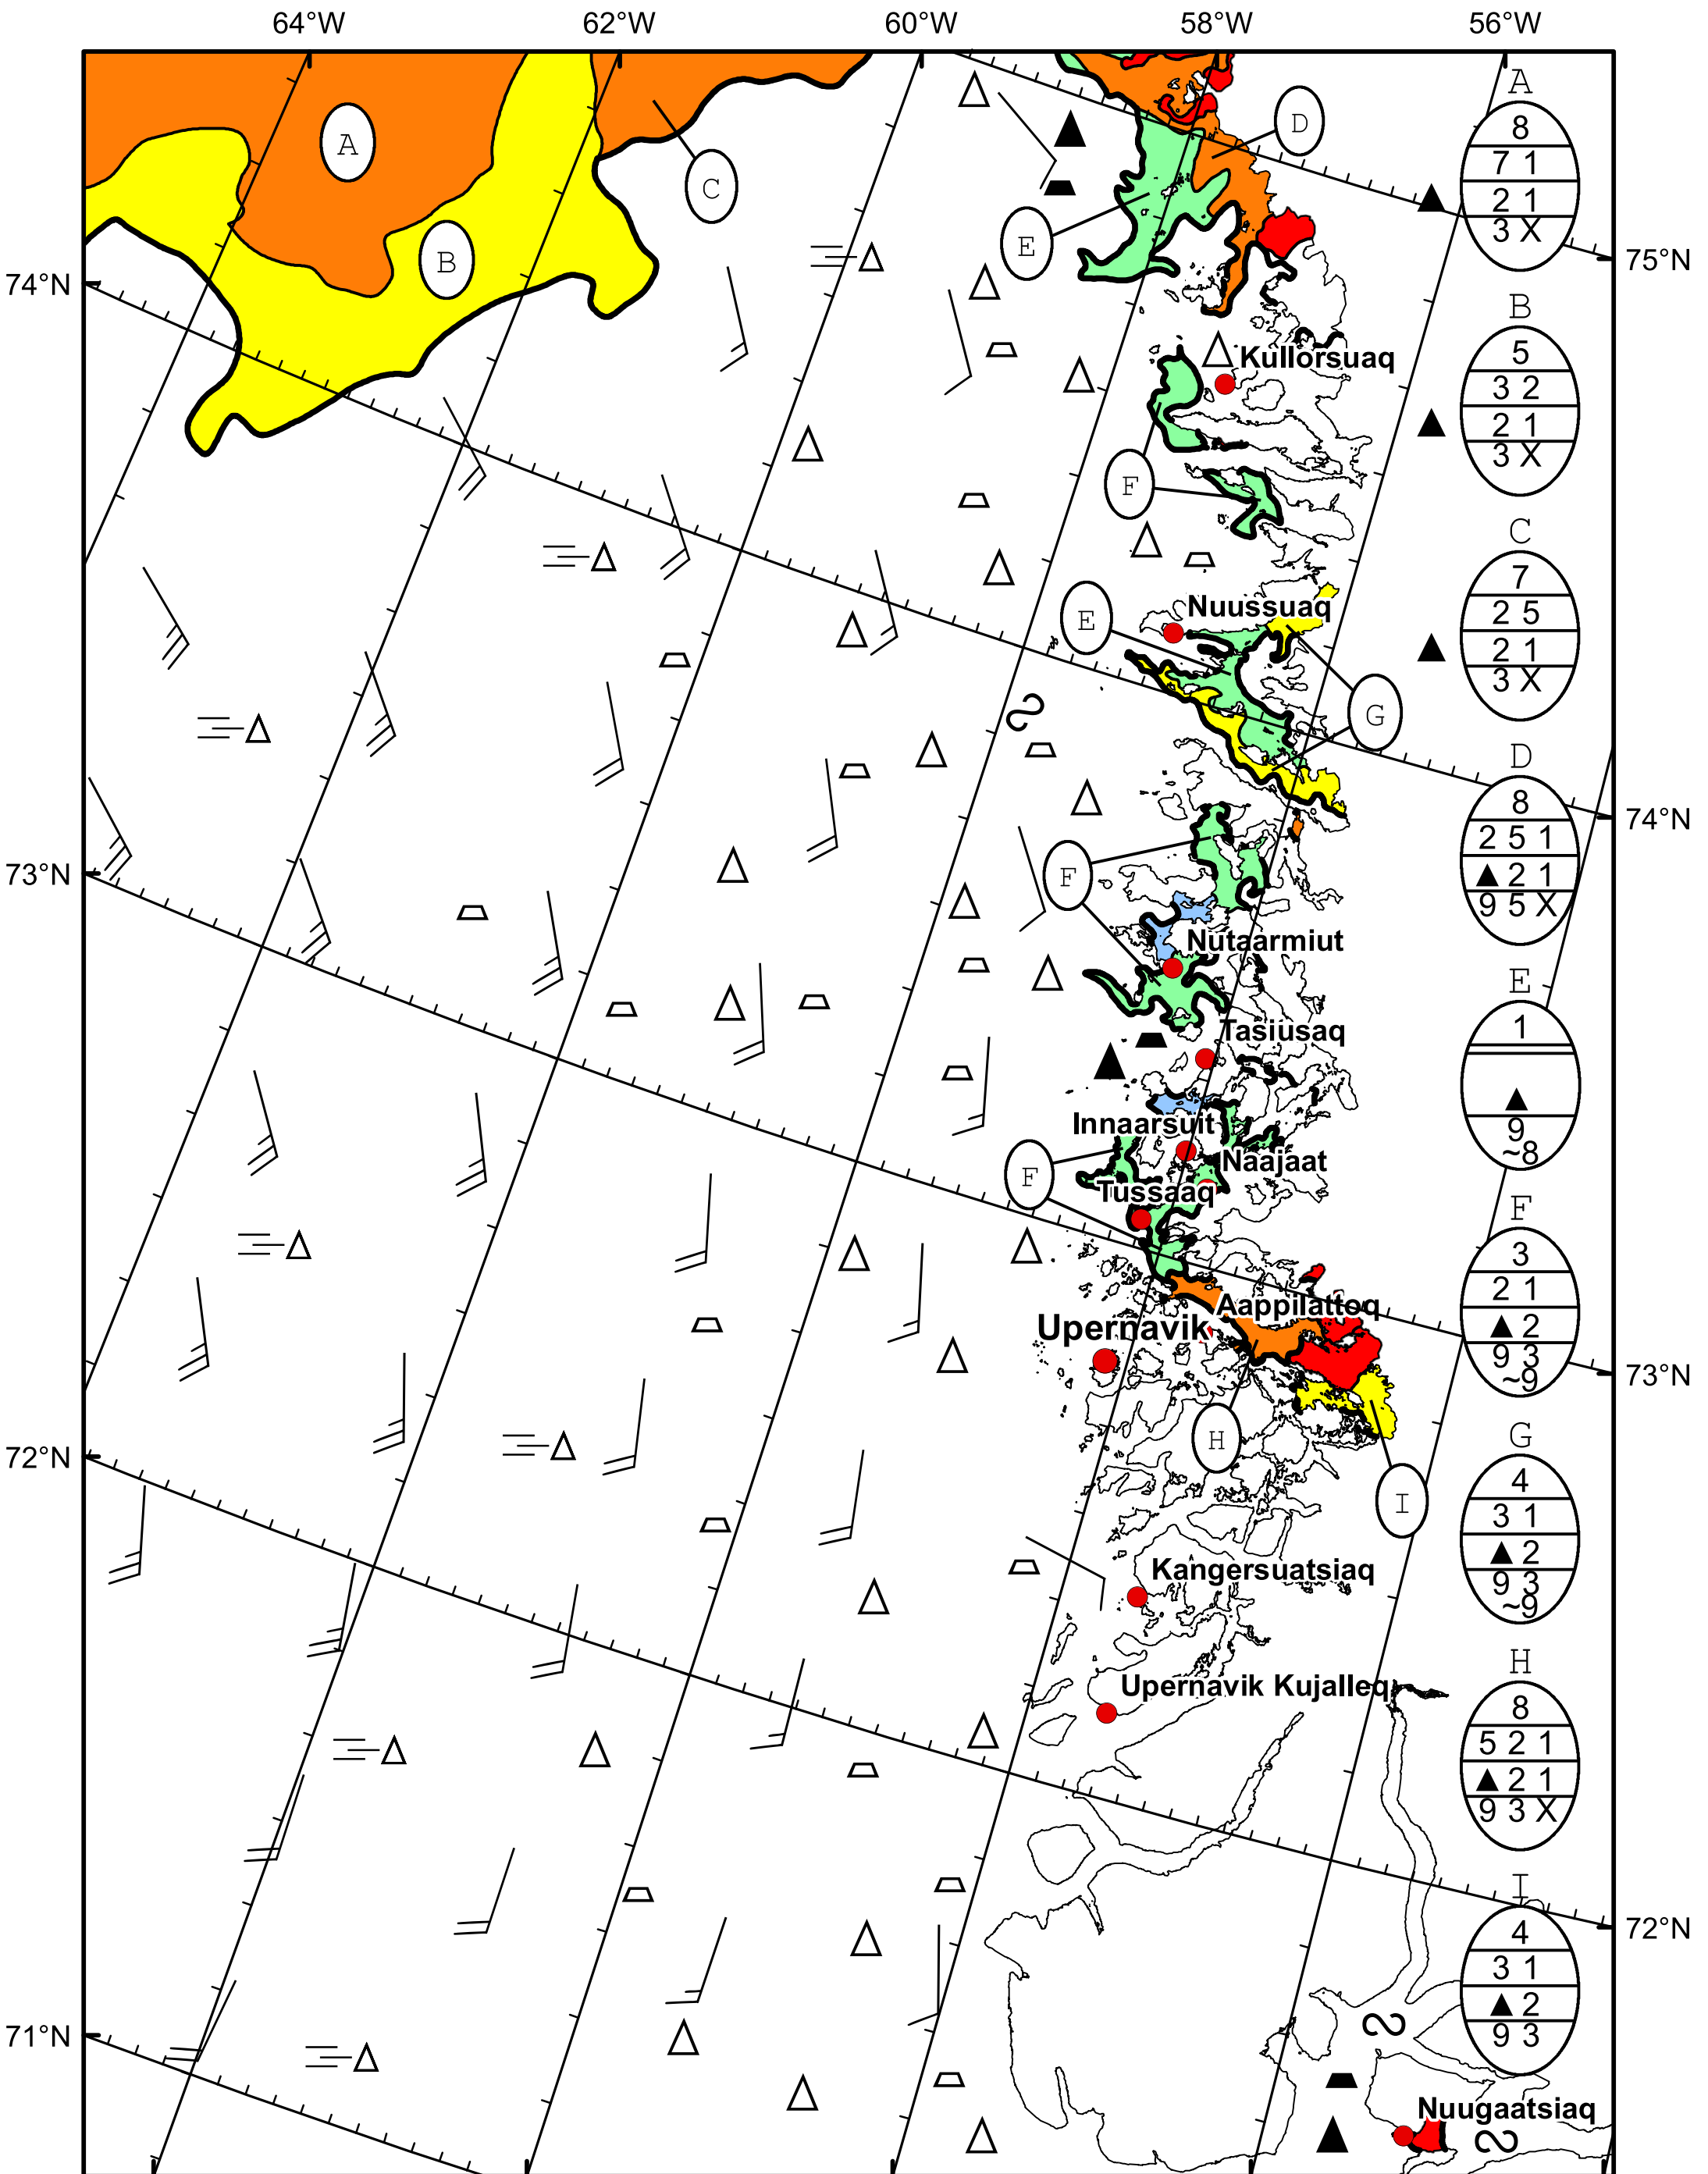 64°W 62°W 60°W 58°W 56°W
A
8
7 1
2 1
3 X
D
A
C
E
B
75°N
74°N
B
5
3 2
2 1
3 X
Kullorsuaq
F
C
7
2 5
2 1
3 X
Nuussuaq
E
G
D
8
2 5 1
▲ 2 1
9 5 X
74°N
73°N
F
Nutaarmiut
E
1
▲
9
~8
Tasiusaq
Innaarsuit
Naajaat
F
Tussaaq
F
3
2 1
▲ 2
9 3
~9
Aappilattoq
Upernavik
73°N
H
72°N
I
G
4
3 1
▲ 2
9 3
~9
Kangersuatsiaq
H
8
5 2 1
▲ 2 1
9 3 X
Upernavik Kujalleq
I
4
3 1
▲ 2
9 3
72°N
71°N
Nuugaatsiaq